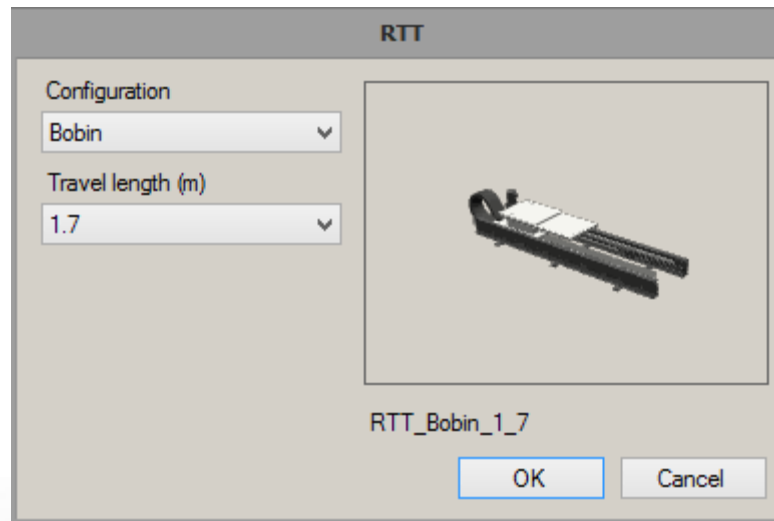 RTT
Configuration
Bobin
Travel length (m)
1.7
RTT_Bobin_1_7
OK
Cancel